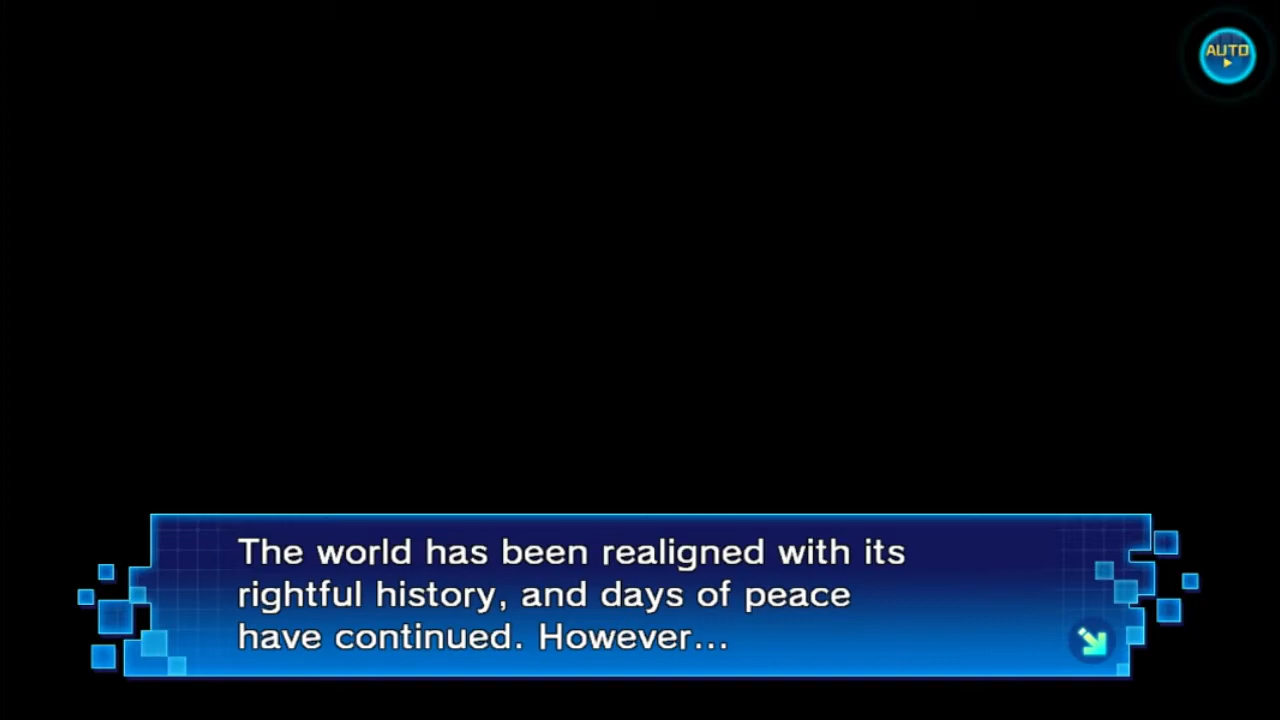 AUTO
The world has been realigned with its
rightful history, and days of peace
have continued. However...